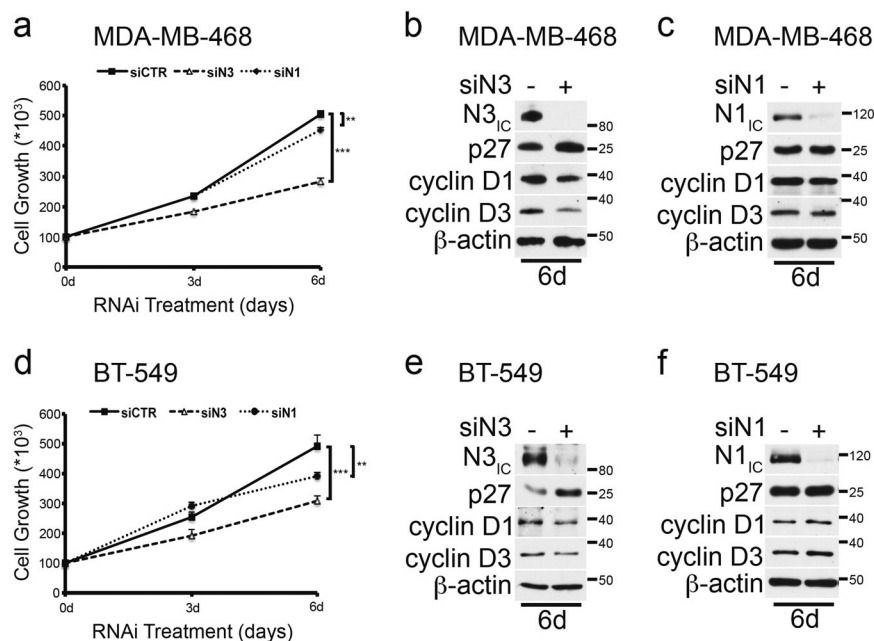 a MDA-MB-468
siCTR siN3 siN1
Cell Growth (*10³)
600
500
400
300
200
100
0
0d 3d 6d
** 
***
RNAi Treatment (days)
b MDA-MB-468
siN3 - +
N3IC
80
p27 25
40
cyclin D1
40
cyclin D3
β-actin 50
6d
c MDA-MB-468
siN1 - +
N1IC 120
p27 25
40
cyclin D1
40
cyclin D3
β-actin 50
6d
d BT-549
siCTR siN3 siN1
Cell Growth (*10³)
600
500
400
300
200
100
0
0d 3d 6d
*** **
RNAi Treatment (days)
e BT-549
siN3 - +
N3IC
80
p27 25
cyclin D1 40
40
cyclin D3
β-actin 50
6d
f BT-549
siN1 - +
N1IC 120
p27 25
cyclin D1 40
40
cyclin D3
β-actin 50
6d